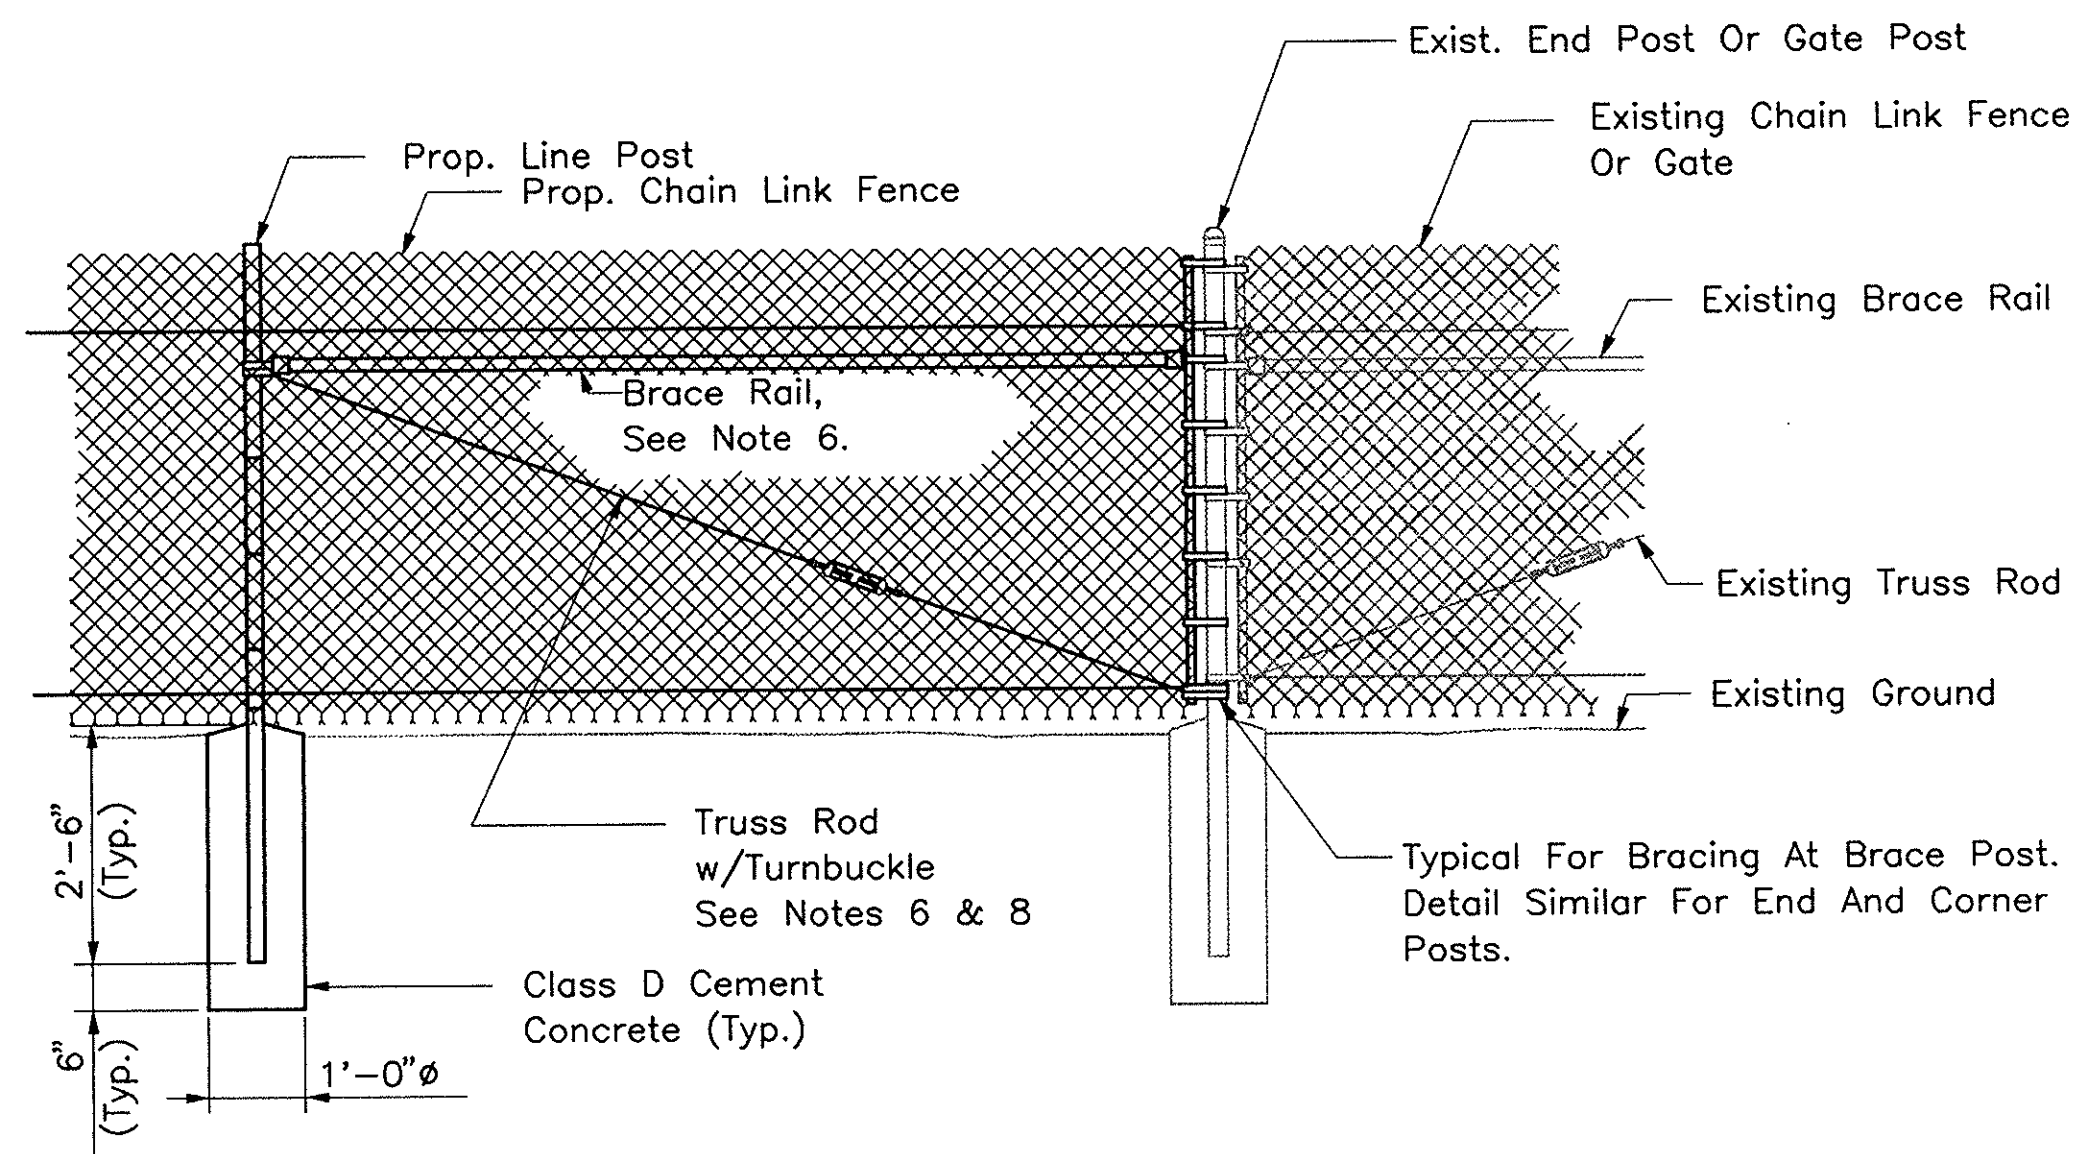 Exist. End Post Or Gate Post
Existing Chain Link Fence
Or Gate
Prop. Line Post
Prop. Chain Link Fence
Existing Brace Rail
Brace Rail,
See Note 6.
Existing Truss Rod
Existing Ground
2'-6"
(Typ.)
Truss Rod
w/Turnbuckle
See Notes 6 & 8
Typical For Bracing At Brace Post.
Detail Similar For End And Corner
Posts.
Class D Cement
Concrete (Typ.)
6"
(Typ.)
1'-0"ø